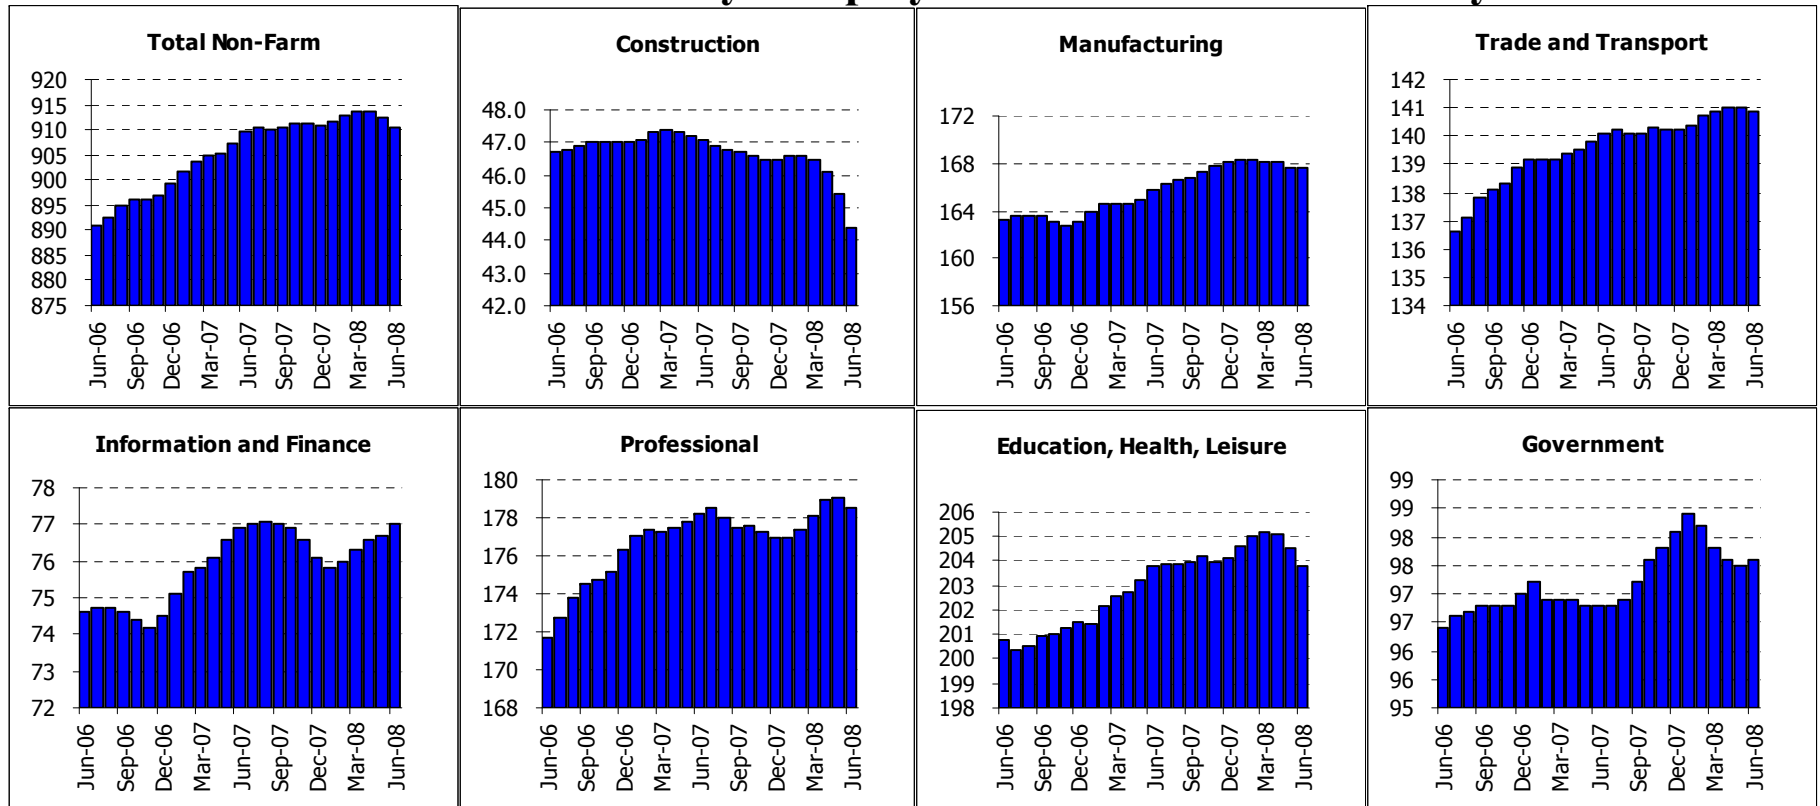 Total Non-Farm
920
915
910
905
900
895
890
885
880
875
Jun-06
Sep-06
Dec-06
Mar-07
Jun-07
Sep-07
Dec-07
Mar-08
Jun-08
Construction
48.0
47.0
46.0
45.0
44.0
43.0
42.0
Jun-06
Sep-06
Dec-06
Mar-07
Jun-07
Sep-07
Dec-07
Mar-08
Jun-08
Manufacturing
172
168
164
160
156
Jun-06
Sep-06
Dec-06
Mar-07
Jun-07
Sep-07
Dec-07
Mar-08
Jun-08
Trade and Transport
142
141
140
139
138
137
136
135
134
Jun-06
Sep-06
Dec-06
Mar-07
Jun-07
Sep-07
Dec-07
Mar-08
Jun-08
Information and Finance
78
77
76
75
74
73
72
Jun-06
Sep-06
Dec-06
Mar-07
Jun-07
Sep-07
Dec-07
Mar-08
Jun-08
Professional
180
178
176
174
172
170
168
Jun-06
Sep-06
Dec-06
Mar-07
Jun-07
Sep-07
Dec-07
Mar-08
Jun-08
Education, Health, Leisure
206
205
204
203
202
201
200
199
198
Jun-06
Sep-06
Dec-06
Mar-07
Jun-07
Sep-07
Dec-07
Mar-08
Jun-08
Government
99
99
98
98
97
97
96
96
95
Jun-06
Sep-06
Dec-06
Mar-07
Jun-07
Sep-07
Dec-07
Mar-08
Jun-08